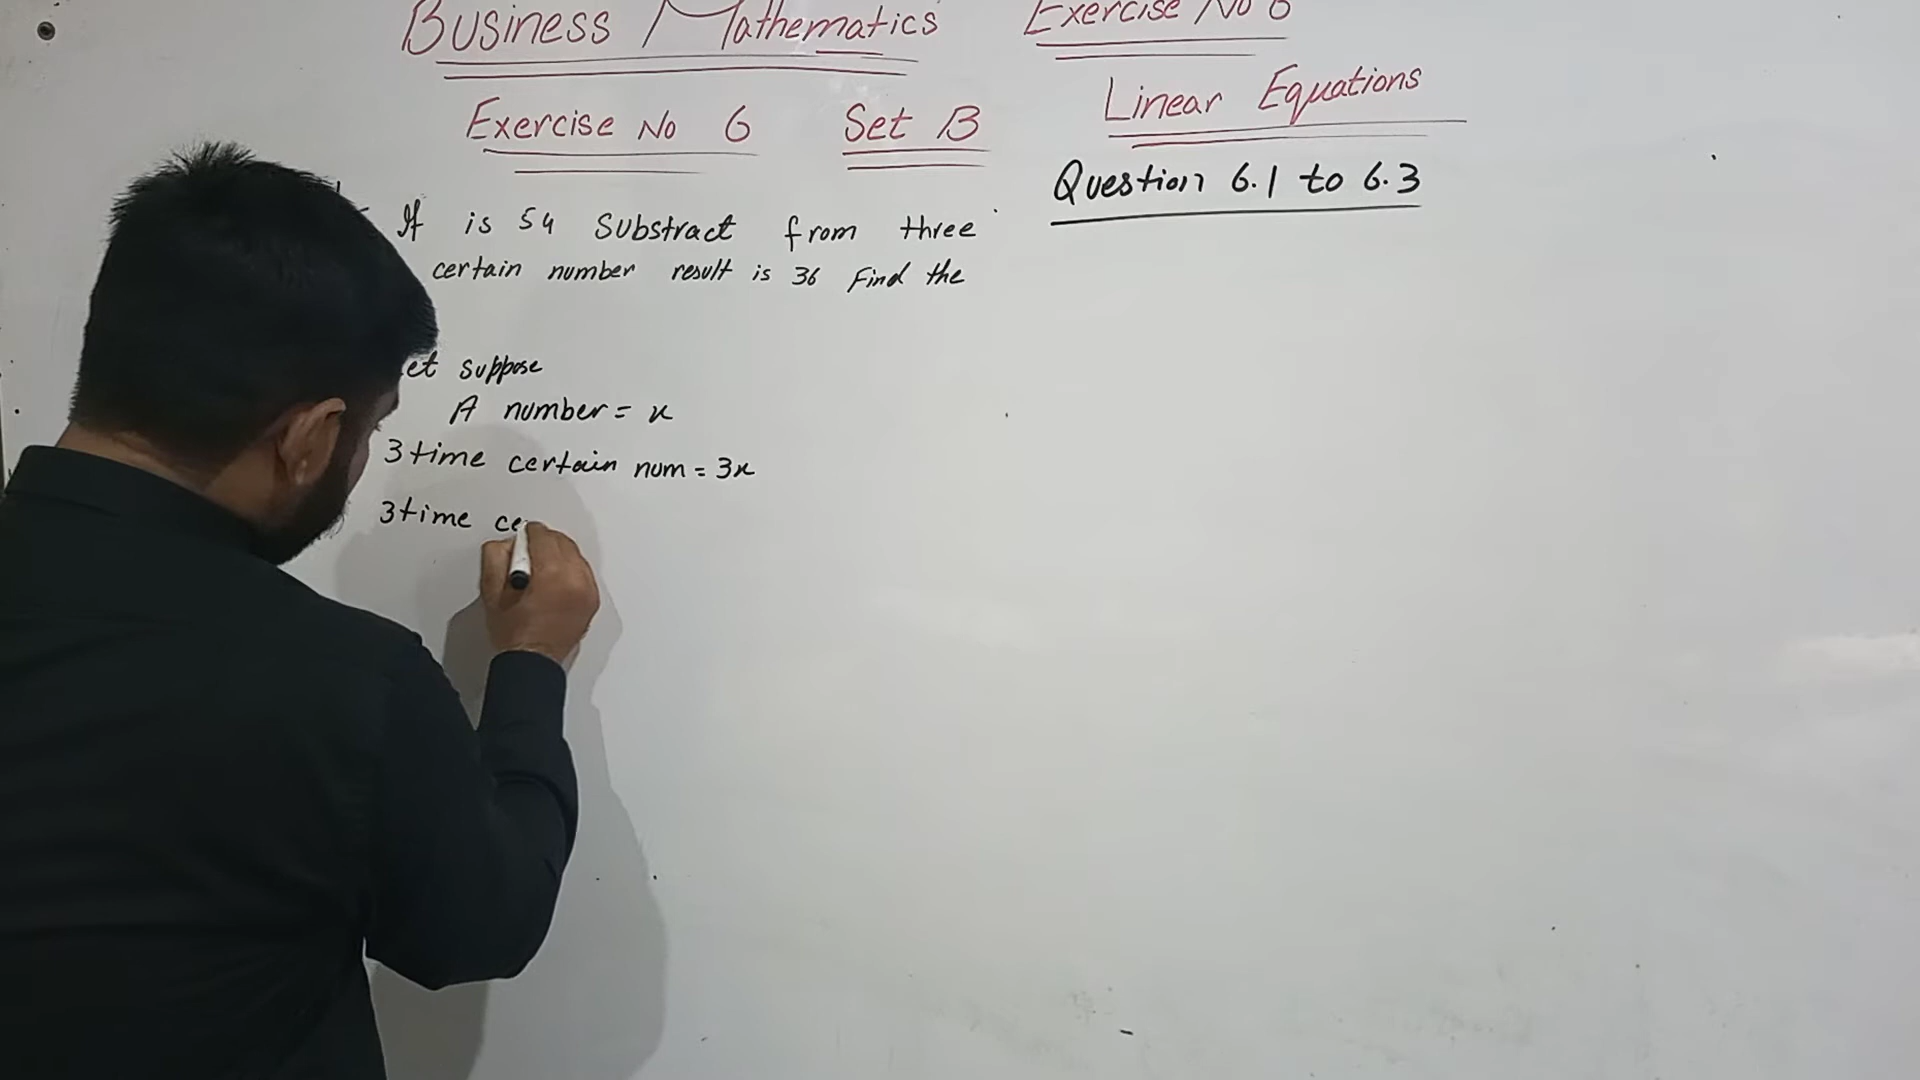 Business Mathematics
Exercise No 6
Linear Equations
Exercise No 6 Set B
Question 6.1 to 6.3
If is 54 Substract from three
certain number result is 36 Find the
et suppose
A number = x
3time certain num = 3x
3time ce